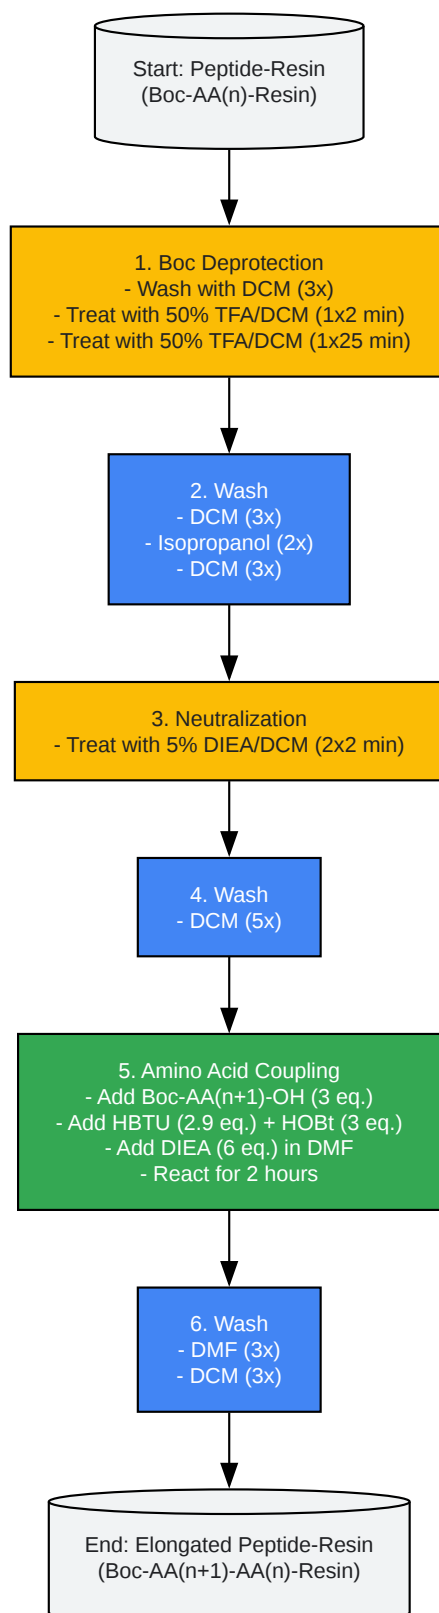 Start: Peptide-Resin
(Boc-AA(n)-Resin)
1. Boc Deprotection
- Wash with DCM (3x)
- Treat with 50% TFA/DCM (1x2 min)
- Treat with 50% TFA/DCM (1x25 min)
2. Wash
- DCM (3x)
- Isopropanol (2x)
- DCM (3x)
3. Neutralization
- Treat with 5% DIEA/DCM (2x2 min)
4. Wash
- DCM (5x)
5. Amino Acid Coupling
- Add Boc-AA(n+1)-OH (3 eq.)
- Add HBTU (2.9 eq.) + HOBt (3 eq.)
- Add DIEA (6 eq.) in DMF
- React for 2 hours
6. Wash
- DMF (3x)
- DCM (3x)
End: Elongated Peptide-Resin
(Boc-AA(n+1)-AA(n)-Resin)